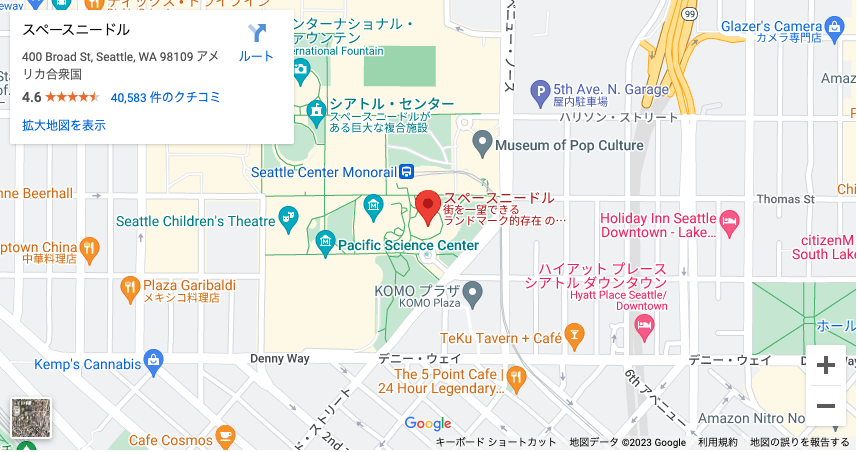 スペースニードル
400 Broad St, Seattle, WA 98109 アメ
リカ合衆国
4.6
40,583 件のクチコミ
拡大地図を表示
ルート
ターナショナル・
ァウンテン
ternational Fountain
シアトル・センター
スペース ニードルが
ある巨大な複合施設
99
Glazer's Camera
カメラ専門店
5th Ave. N. Garage
屋内駐車場
ハリソン・ストリート
Amazon
Museum of Pop Culture
Seattle Center Monorail
スペースニードル
街を一望できる
ランドマーク的存在 の…
Thomas St
nne Beerhall
Seattle Children's Theatre
Pacific Science Center
Holiday Inn Seattle
Downtown - Lake…
citizenM
South Lake
ptown China
中華料理店
Plaza Garibaldi
メキシコ料理店
KOMO プラザ
KOMO Plaza
ハイアット プレース
シアトル ダウンタウン
Hyatt Place Seattle/
Downtown
ホール
TeKu Tavern + Café
Kemp's Cannabis
Denny Way
デニー・ウェイ
デニー・ウェイ
The 5 Point Cafe |
24 Hour Legendary…
6th アベニュー
ド・ストリート
2nd
Amazon Nitro No
Cafe Cosmos
Google
キーボード ショートカット
地図データ ©2023 Google
利用規約
地図の誤りを報告する